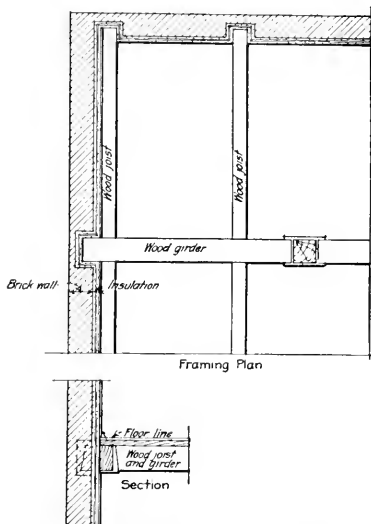 Wood joist
Wood joist
Wood girder
Brick wall
Insulation
Framing Plan
Floor line
Wood joist
and girder
Section